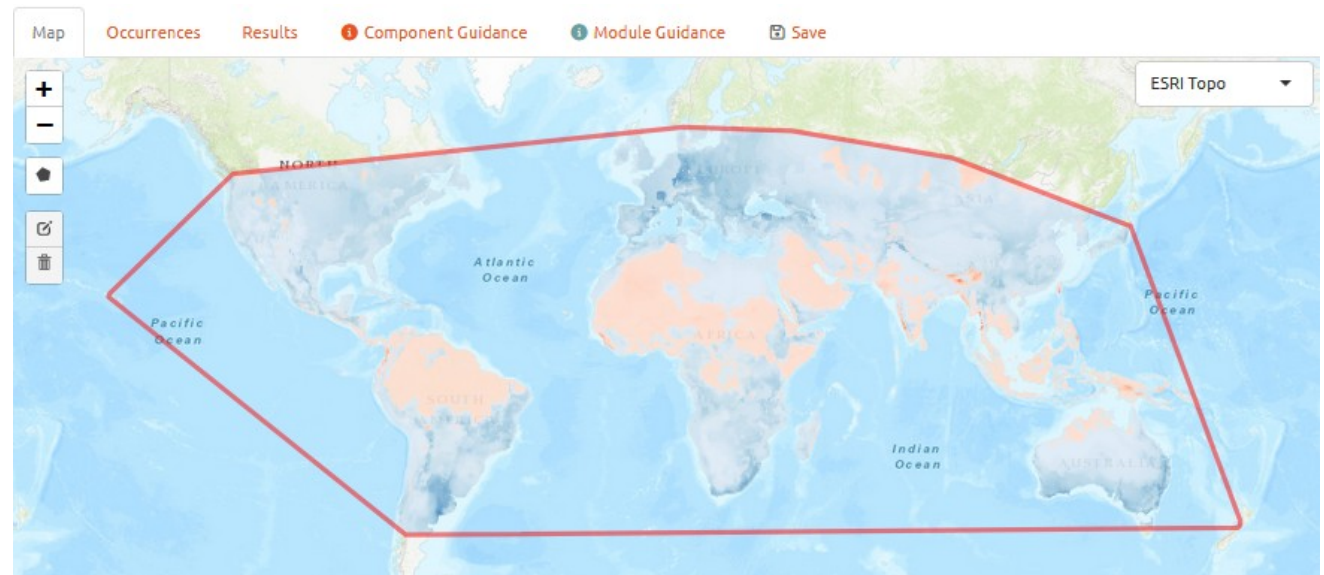 Map Occurrences Results Component Guidance Module Guidance Save
+
ESRI Topo
−
NORTH
AMERICA
EUROPE
ASIA
Atlantic
Ocean
Pacific
Ocean
Pacific
Ocean
AFRICA
SOUTH
AMERICA
Indian
Ocean
AUSTRALIA